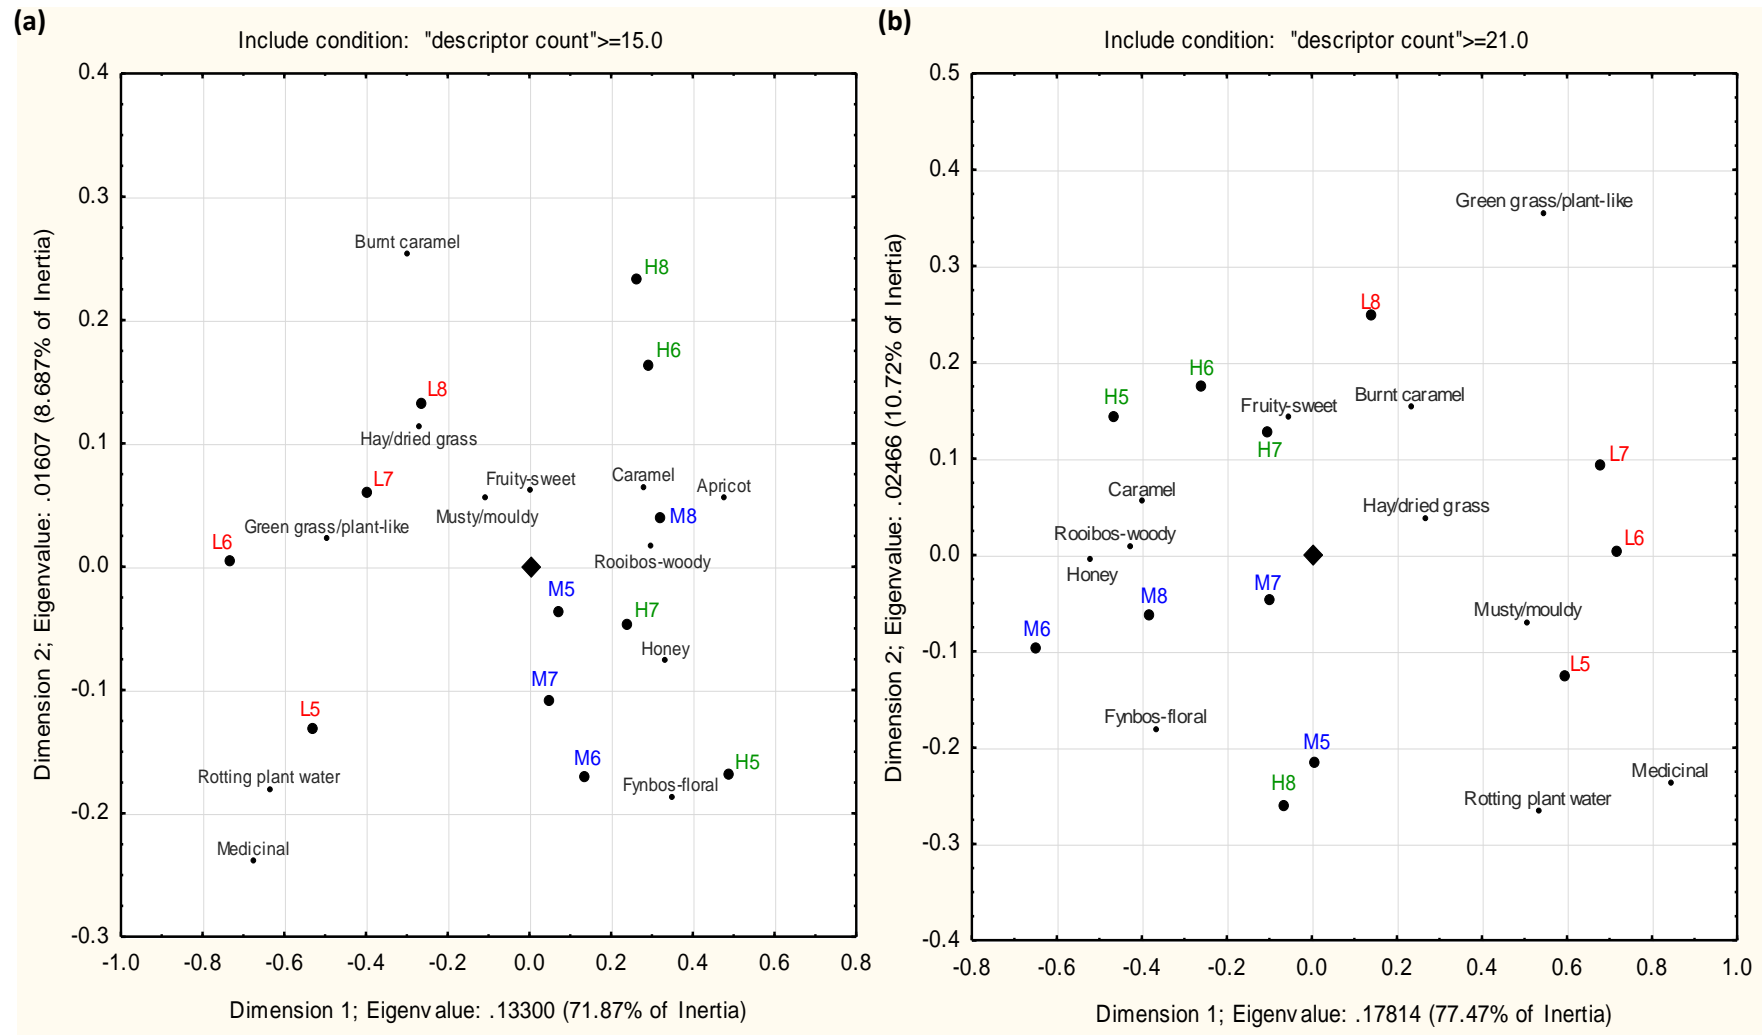 (a)
Include condition: "descriptor count">=15.0
0.4
0.3
0.2
0.1
0.0
-0.1
-0.2
-0.3
Dimension 2; Eigenvalue: .01607 (8.687% of Inertia)
Burnt caramel
H8
H6
L8
Hay/dried grass
L7
Fruity-sweet
Caramel
Apricot
Musty/mouldy
M8
Green grass/plant-like
L6
Rooibos-woody
M5
H7
Honey
M7
L5
M6
H5
Rotting plant water
Fynbos-floral
Medicinal
-1.0 -0.8 -0.6 -0.4 -0.2 0.0 0.2 0.4 0.6 0.8
Dimension 1; Eigenvalue: .13300 (71.87% of Inertia)
(b)
Include condition: "descriptor count">=21.0
0.5
0.4
0.3
0.2
0.1
0.0
-0.1
-0.2
-0.3
-0.4
Dimension 2; Eigenvalue: .02466 (10.72% of Inertia)
Green grass/plant-like
L8
H6
H5
Fruity-sweet
Burnt caramel
H7
L7
Caramel
Hay/dried grass
Rooibos-woody
L6
Honey
M7
M8
Musty/mouldy
M6
L5
Fynbos-floral
M5
Medicinal
H8
Rotting plant water
-0.8 -0.6 -0.4 -0.2 0.0 0.2 0.4 0.6 0.8 1.0
Dimension 1; Eigenvalue: .17814 (77.47% of Inertia)